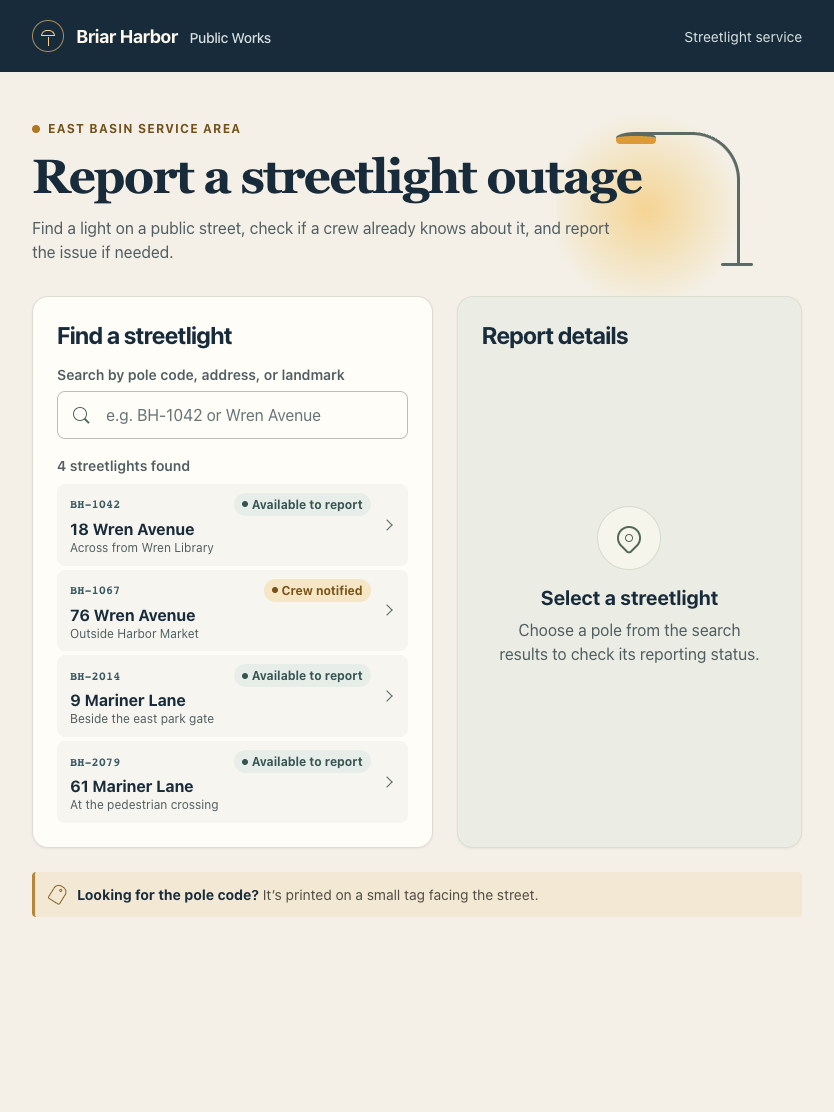 Briar Harbor Public Works
Streetlight service
EAST BASIN SERVICE AREA
Report a streetlight outage
Find a light on a public street, check if a crew already knows about it, and report
the issue if needed.
Find a streetlight
Search by pole code, address, or landmark
e.g. BH-1042 or Wren Avenue
4 streetlights found
BH-1042
Available to report
18 Wren Avenue
Across from Wren Library
BH-1067
Crew notified
76 Wren Avenue
Outside Harbor Market
BH-2014
Available to report
9 Mariner Lane
Beside the east park gate
BH-2079
Available to report
61 Mariner Lane
At the pedestrian crossing
Report details
Select a streetlight
Choose a pole from the search
results to check its reporting status.
Looking for the pole code? It’s printed on a small tag facing the street.